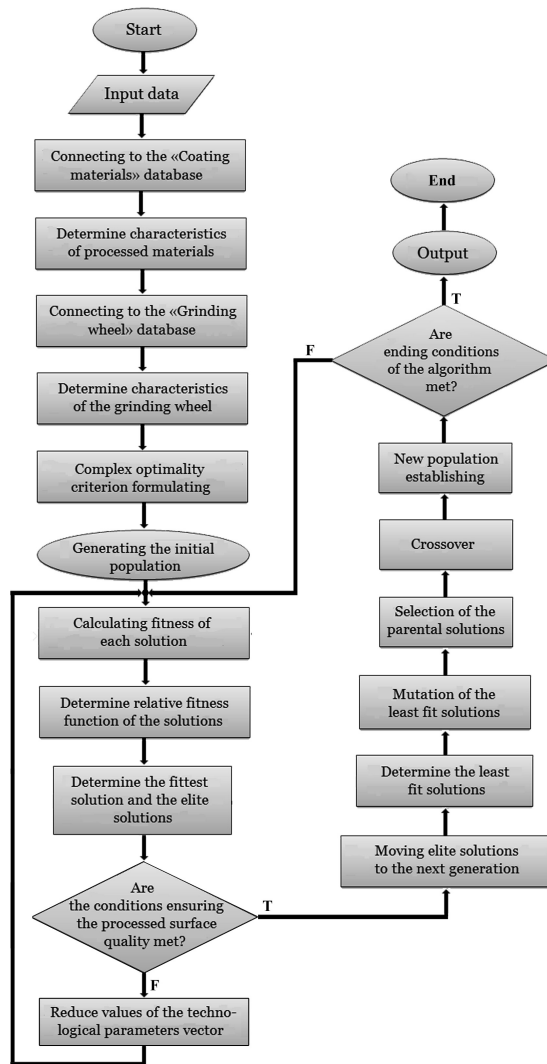 Start
Input data
Connecting to the «Coating
materials» database
Determine characteristics
of processed materials
Connecting to the «Grinding
wheel» database
Determine characteristics
of the grinding wheel
Complex optimality
criterion formulating
Generating the initial
population
Calculating fitness of
each solution
Determine relative fitness
function of the solutions
Determine the fittest
solution and the elite
solutions
Are
the conditions ensuring
the processed surface
quality met?
F
Reduce values of the techno-
logical parameters vector
T
Moving elite solutions
to the next generation
Determine the least
fit solutions
Mutation of the
least fit solutions
Selection of the
parental solutions
Crossover
New population
establishing
Are
ending conditions
of the algorithm
met?
F
T
Output
End